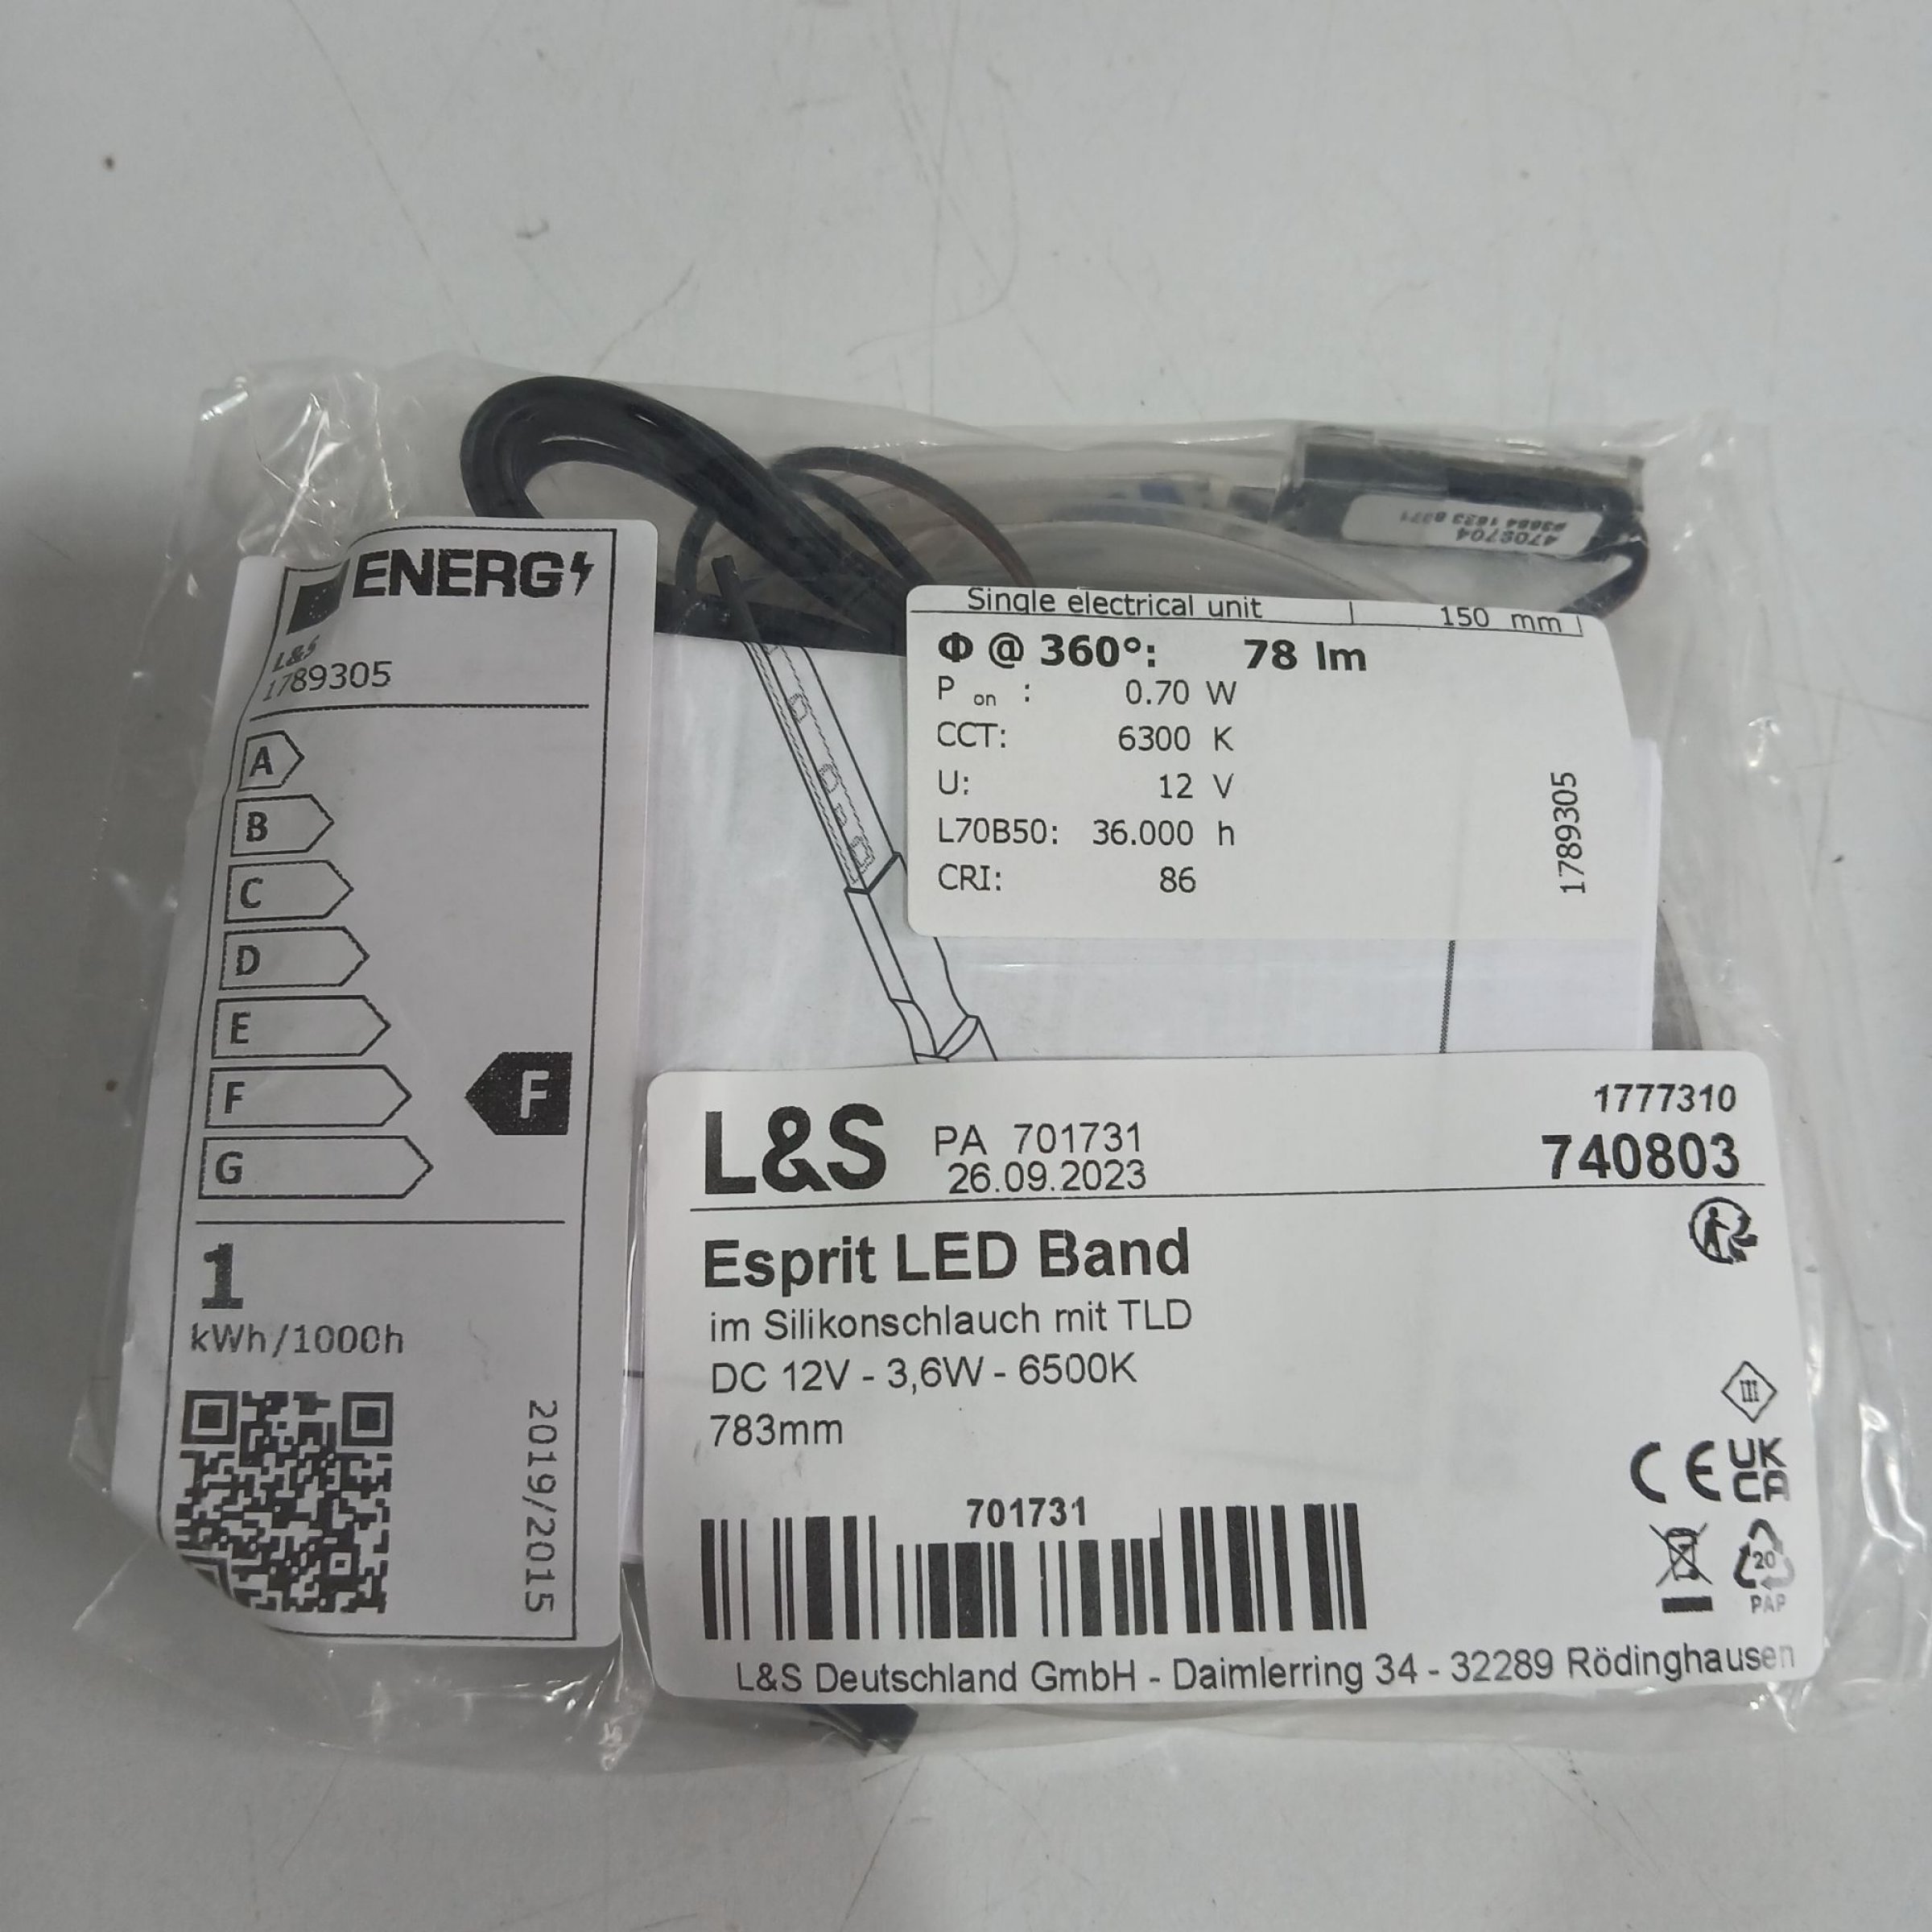 4709704
ENERG
L&S
1789305
A
B
C
D
E
F
G
F
1
kWh/1000h
2019/2015
Single electrical unit 150 mm
Φ @ 360°: 78 lm
P on : 0.70 W
CCT: 6300 K
U: 12 V
L70B50: 36.000 h
CRI: 86
1789305
L&S PA 701731 1777310
26.09.2023 740803
Esprit LED Band
im Silikonschlauch mit TLD
DC 12V - 3,6W - 6500K
783mm
III
CE UK
CA
701731
20
PAP
L&S Deutschland GmbH - Daimlerring 34 - 32289 Rödinghausen